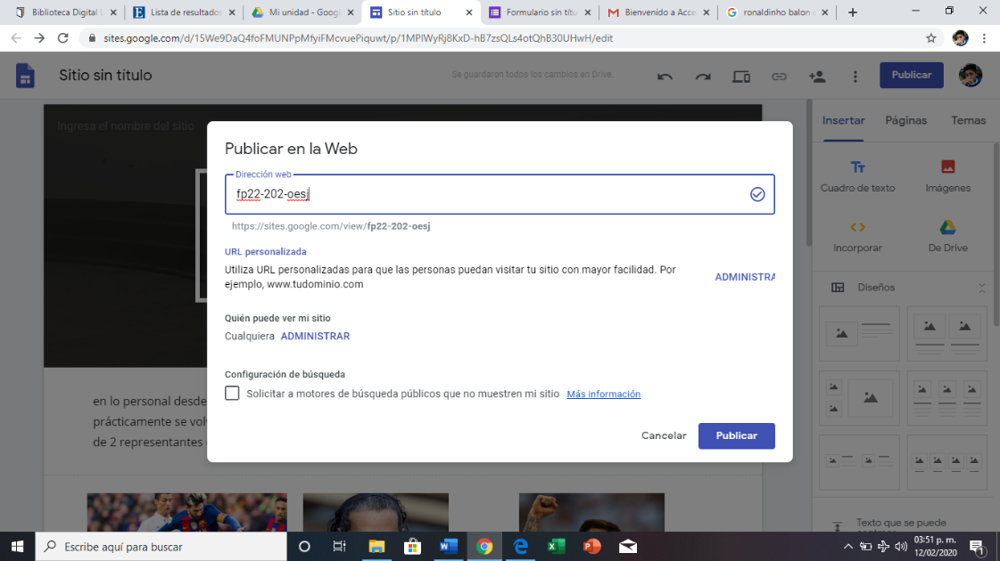 Biblioteca Digital U
Lista de resultados
Mi unidad - Google
Sitio sin título
Formulario sin títu
Bienvenido a Acce
ronaldinho balon d
sites.google.com/d/15We9DaQ4foFMUNPpMfyiFMcvuePiquwt/p/1MPIWyRj8KxD-hB7zsQLs4otQhB30UHwH/edit
Sitio sin título
Se guardaron todos los cambios en Drive.
Publicar
Ingresa el nombre del sitio
Insertar Páginas Temas
Publicar en la Web
Dirección web
fp22-202-oesj
https://sites.google.com/view/fp22-202-oesj
URL personalizada
Utiliza URL personalizadas para que las personas puedan visitar tu sitio con mayor facilidad. Por
ejemplo, www.tudominio.com
ADMINISTRA
Quién puede ver mi sitio
Cualquiera ADMINISTRAR
Configuración de búsqueda
Solicitar a motores de búsqueda públicos que no muestren mi sitio Más información
Cancelar Publicar
Cuadro de texto Imágenes
Incorporar De Drive
Diseños
Texto que se puede
en lo personal desde
prácticamente se vol
de 2 representantes
Escribe aquí para buscar
03:51 p. m.
12/02/2020
1